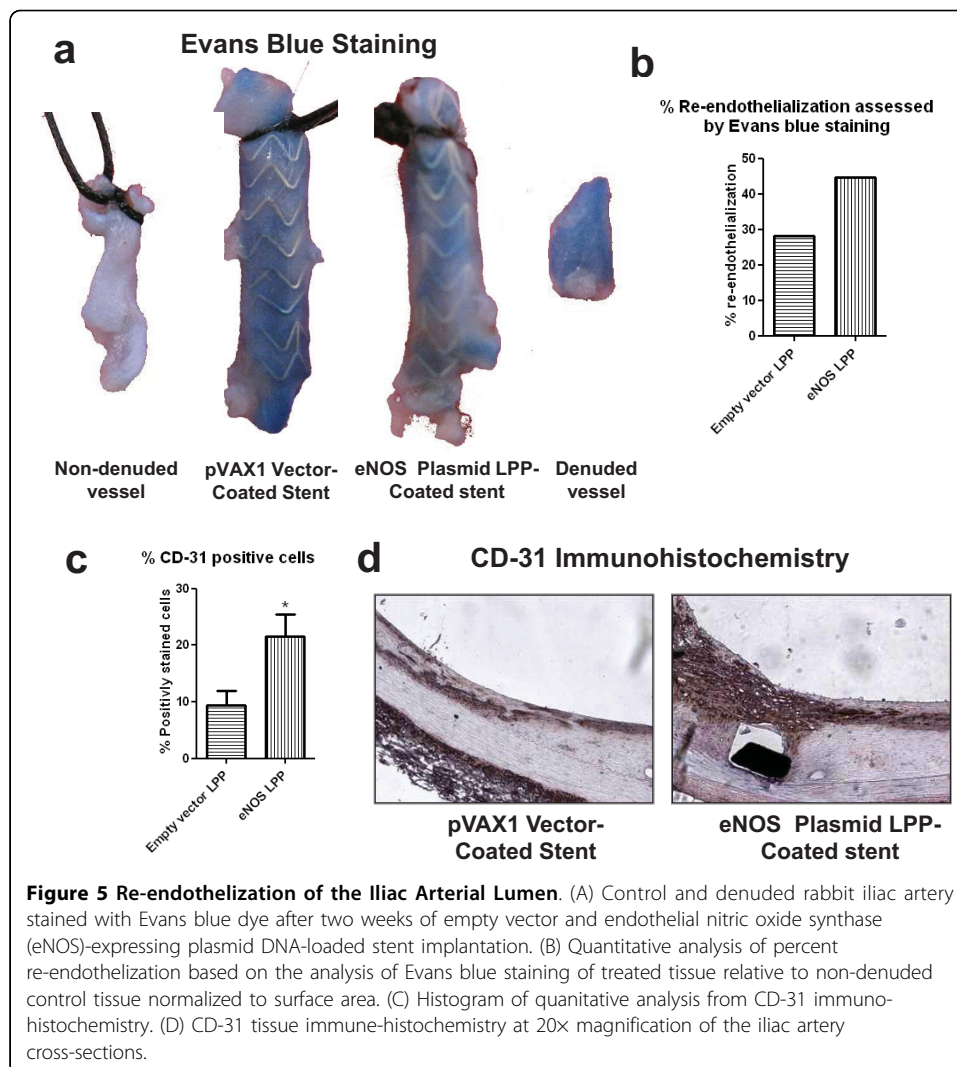 a
Evans Blue Staining
Non-denuded
vessel
pVAX1 Vector-
Coated Stent
eNOS Plasmid LPP-
Coated stent
Denuded
vessel
b
% Re-endothelialization assessed
by Evans blue staining
% re-endothelialization
50
40
30
20
10
0
Empty vector LPP
eNOS LPP
c
% CD-31 positive cells
% Positivly stained cells
30
20
10
0
*
Empty vector LPP
eNOS LPP
d
CD-31 Immunohistochemistry
pVAX1 Vector-
Coated Stent
eNOS Plasmid LPP-
Coated stent
Figure 5 Re-endothelization of the Iliac Arterial Lumen. (A) Control and denuded rabbit iliac artery
stained with Evans blue dye after two weeks of empty vector and endothelial nitric oxide synthase
(eNOS)-expressing plasmid DNA-loaded stent implantation. (B) Quantitative analysis of percent
re-endothelization based on the analysis of Evans blue staining of treated tissue relative to non-denuded
control tissue normalized to surface area. (C) Histogram of quanitative analysis from CD-31 immuno-
histochemistry. (D) CD-31 tissue immune-histochemistry at 20× magnification of the iliac artery
cross-sections.